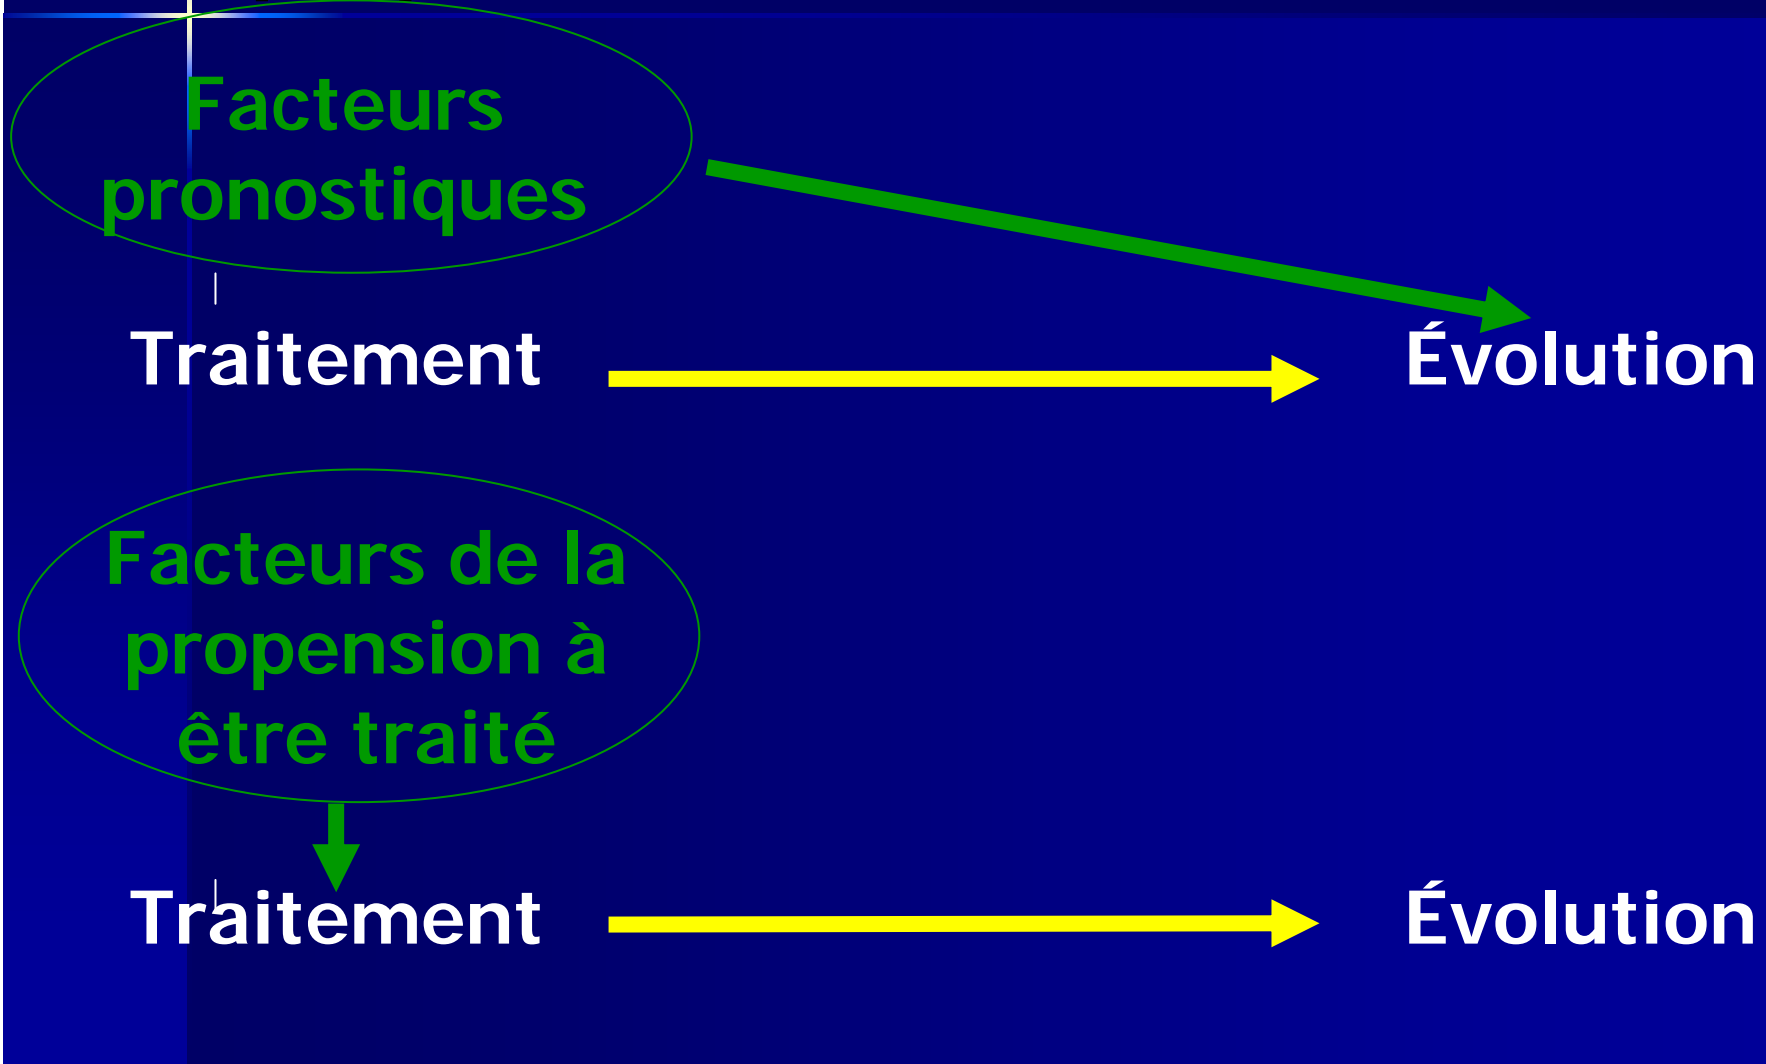 Facteurs
pronostiques
Traitement
Évolution
Facteurs de la
propension à
être traité
Traitement
Évolution